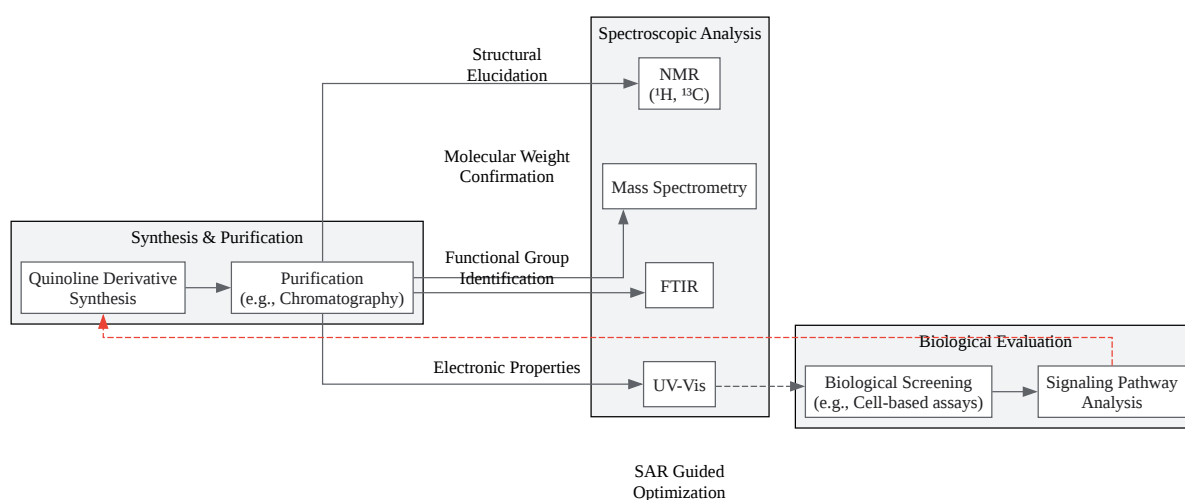 Spectroscopic Analysis
Structural
Elucidation
NMR
(¹H, ¹³C)
Molecular Weight
Confirmation
Mass Spectrometry
Synthesis & Purification
Quinoline Derivative
Synthesis
Purification
(e.g., Chromatography)
Functional Group
Identification
FTIR
Electronic Properties
UV-Vis
Biological Evaluation
Biological Screening
(e.g., Cell-based assays)
Signaling Pathway
Analysis
SAR Guided
Optimization